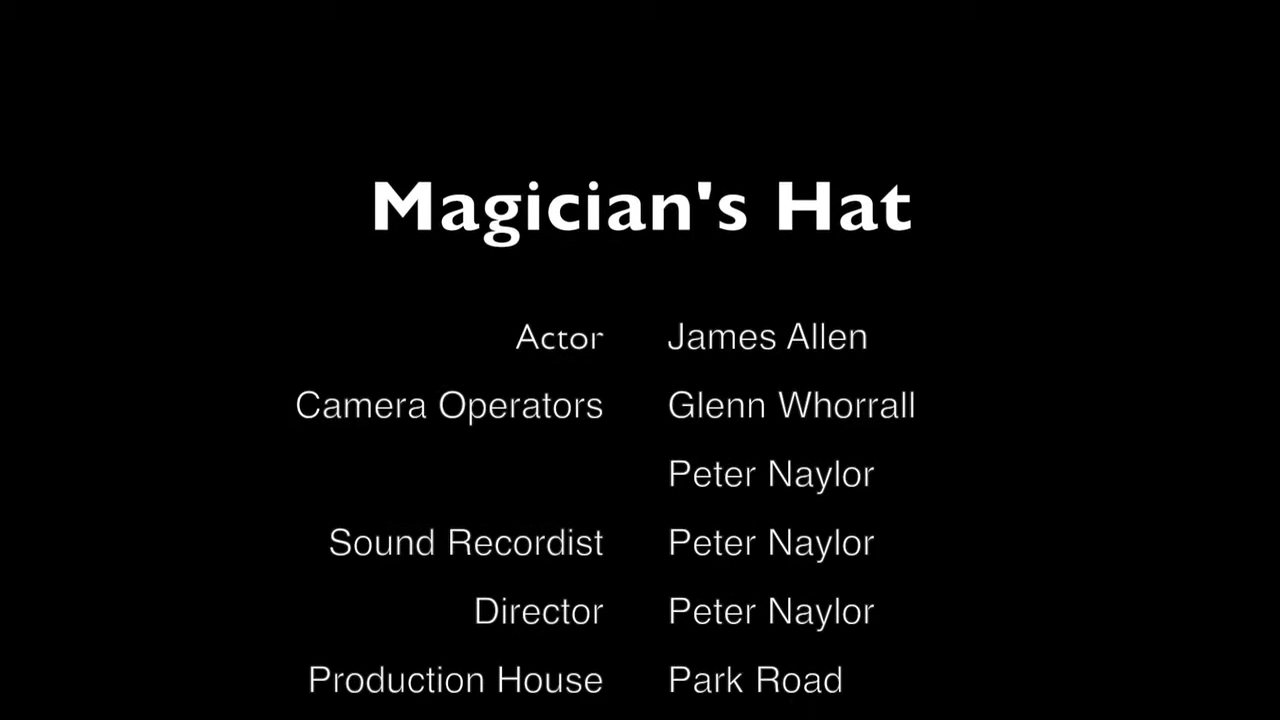 Magician's Hat
Actor James Allen
Camera Operators Glenn Whorrall
Peter Naylor
Sound Recordist Peter Naylor
Director Peter Naylor
Production House Park Road